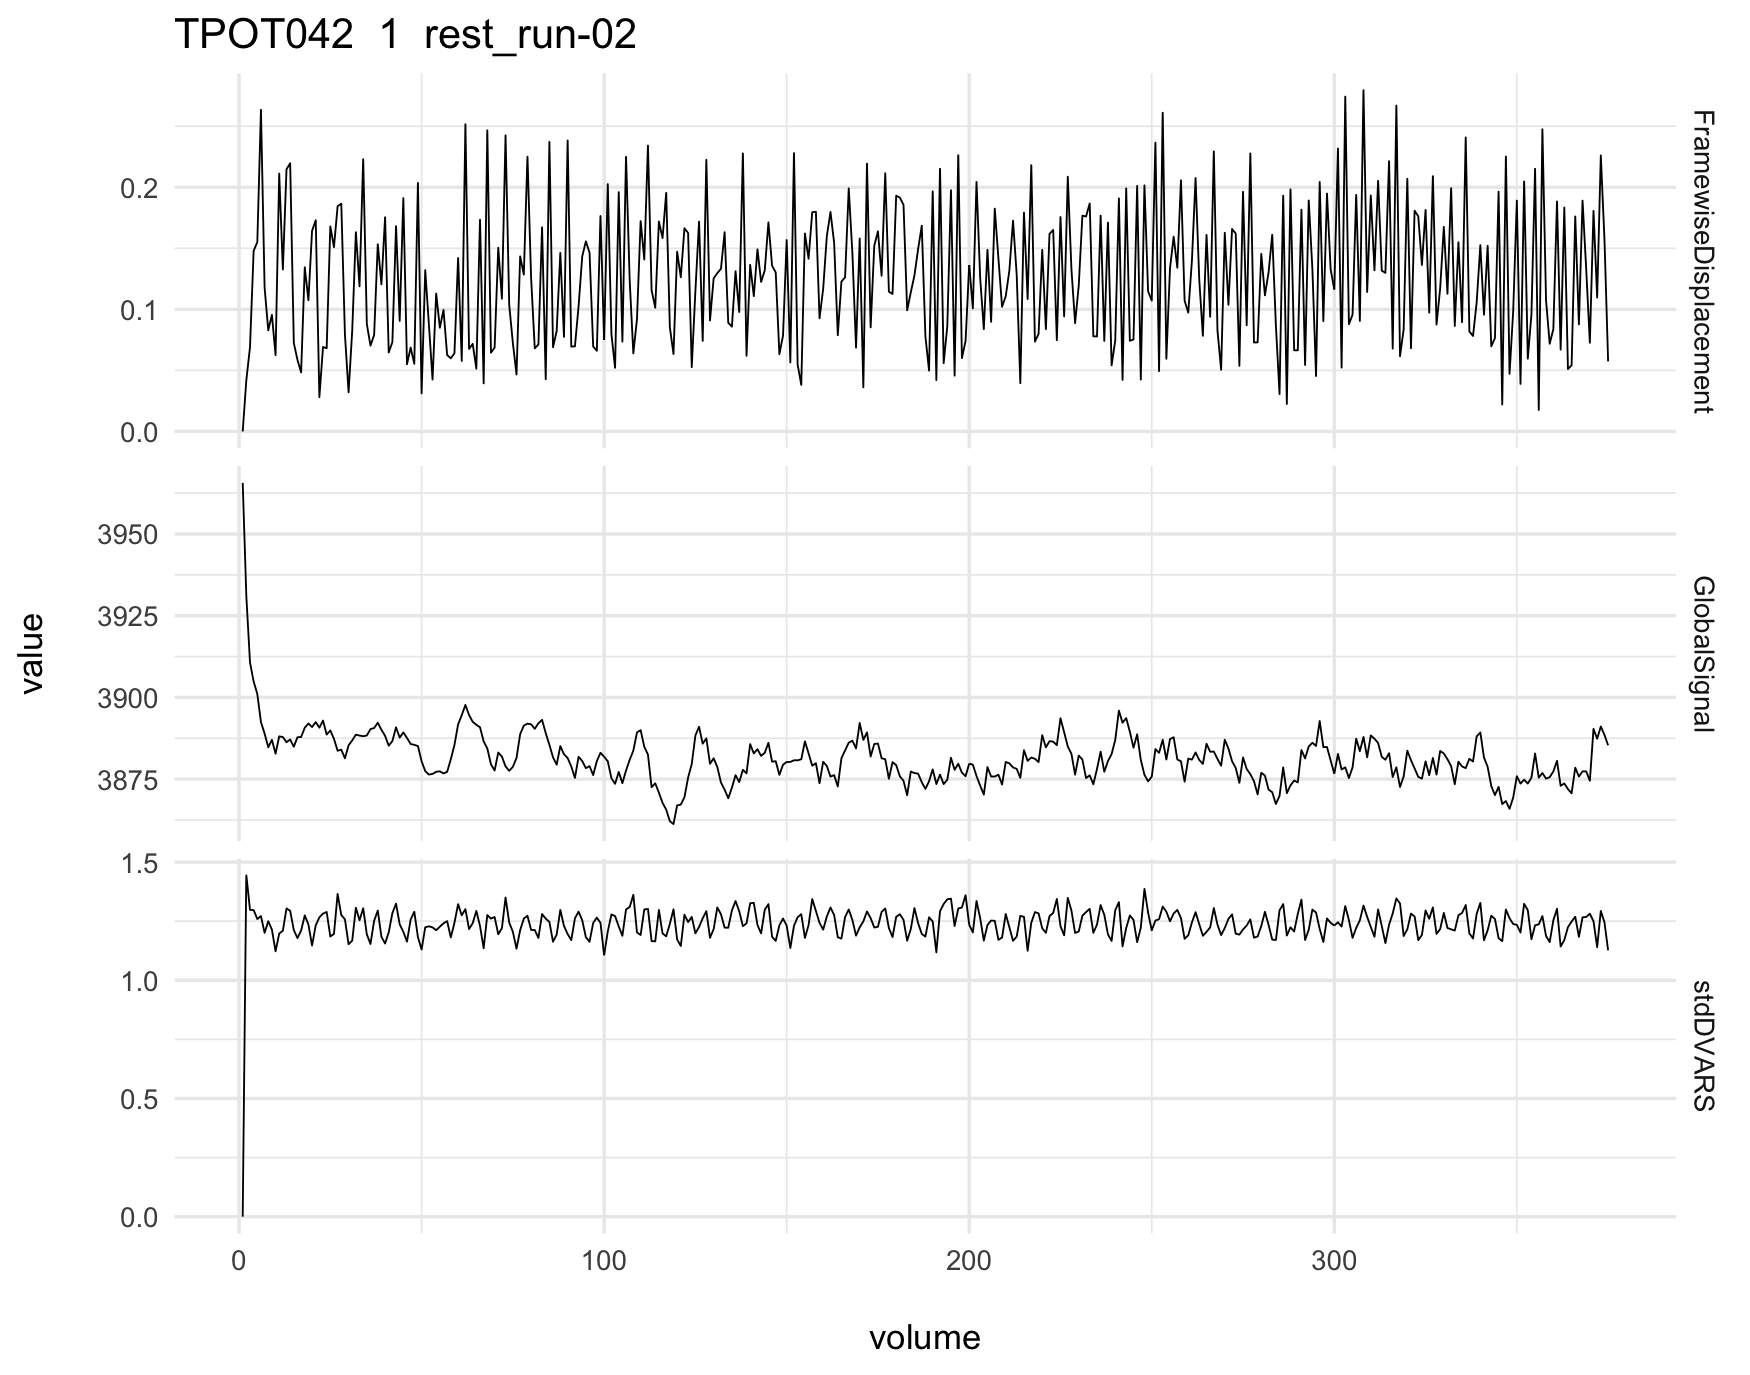 TPOT042 1 rest_run-02
value
0.2
0.1
0.0
FramewiseDisplacement
3950
3925
3900
3875
GlobalSignal
1.5
1.0
0.5
0.0
stdDVARS
0 100 200 300
volume